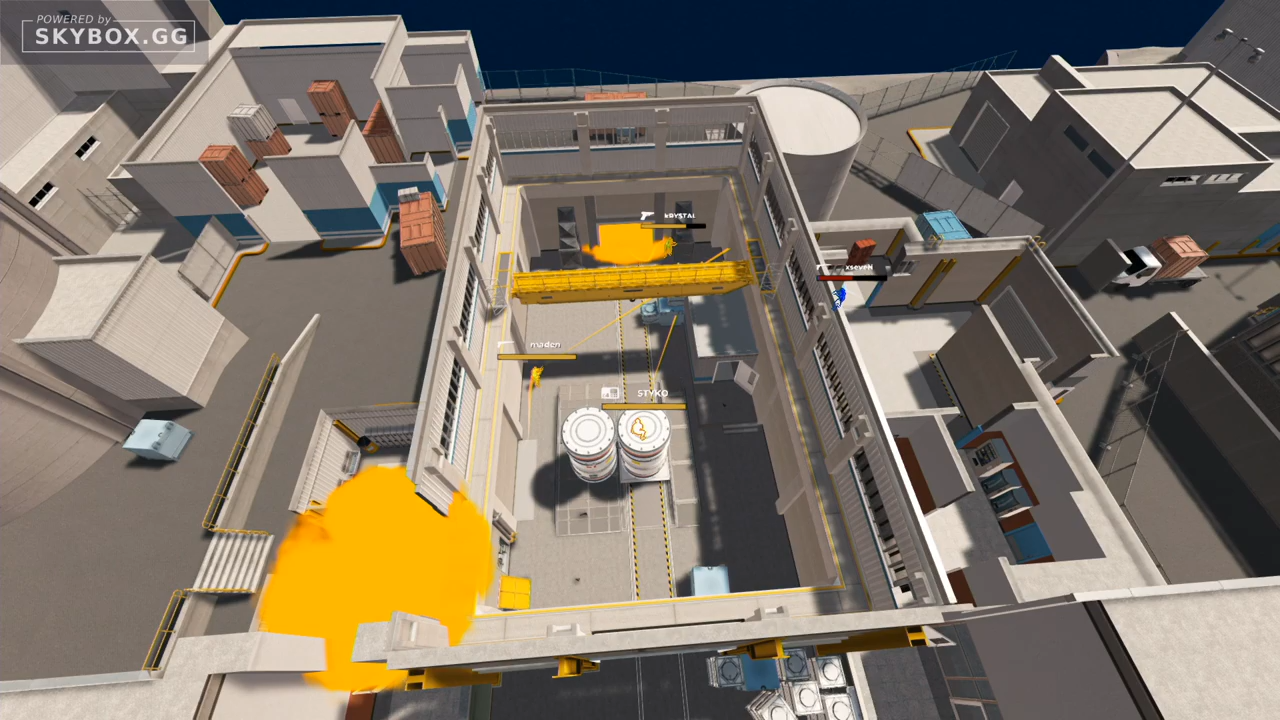 POWERED by
SKYBOX.GG
kRYSTAL
xseveN
maden
STYKO